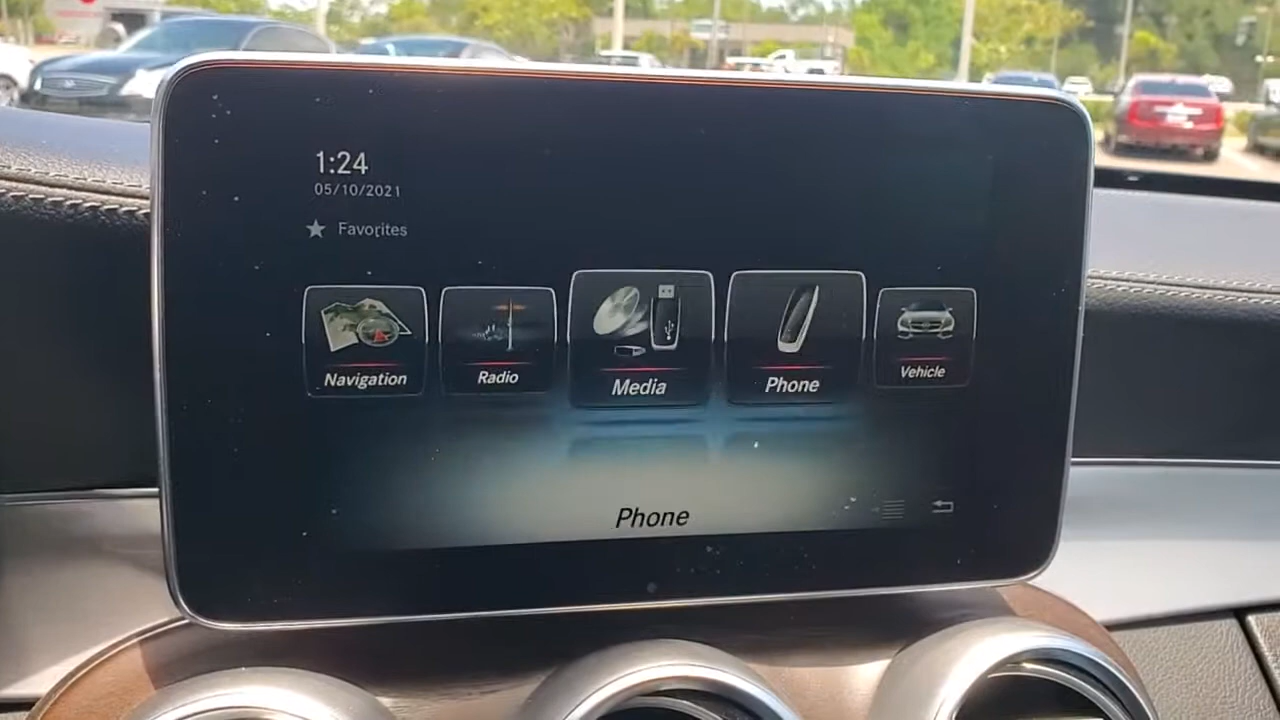 1:24
05/10/2021
Favorites
Navigation
Radio
Media
Phone
Vehicle
Phone